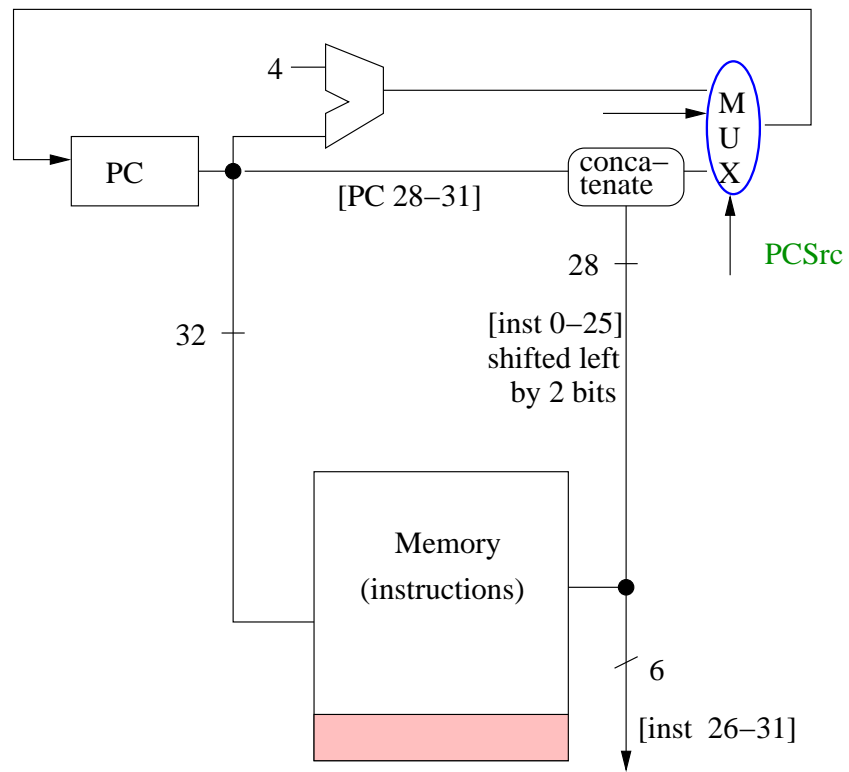 4
M
U
X
PC
conca−
tenate
[PC 28−31]
PCSrc
28
32
[inst 0−25]
shifted left
by 2 bits
Memory
(instructions)
6
[inst 26−31]